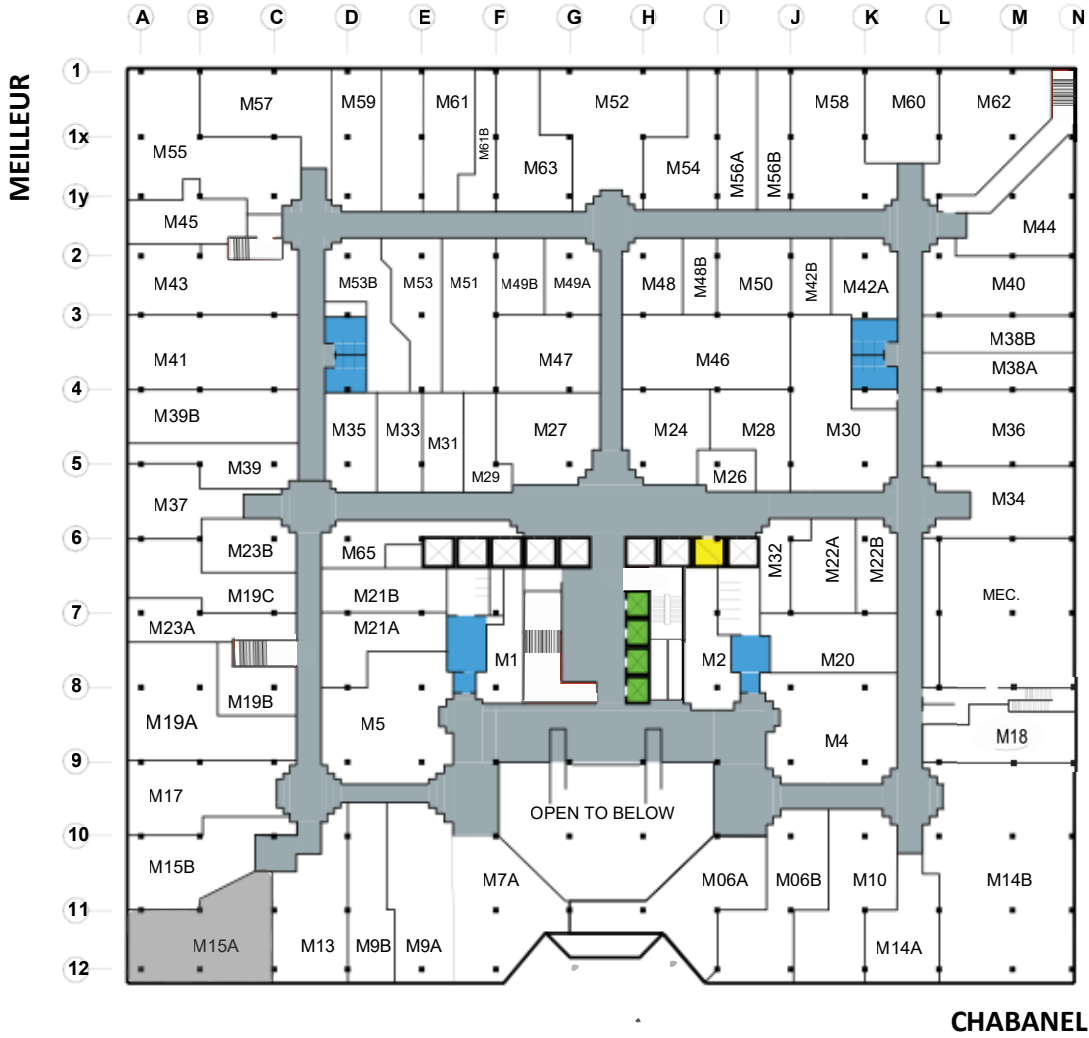 A B C D E F G H I J K L M N
MEILLEUR
1
M57 M59 M61 M52 M58 M60 M62
1x
M55 M61B M63 M54 M56A M56B
1y
M45 M44
2
M43 M53B M53 M51 M49B M49A M48 M48B M50 M42B M42A M40
3
M38B
M41 M47 M46
M38A
4
M39B M35 M33 M31 M27 M24 M28 M30 M36
5
M39 M29 M26
M37 M34
6
M23B M65 M32 M22A M22B
M19C M21B MEC.
7
M23A M21A
M1 M2 M20
8
M19B
M19A M5 M4 M18
9
M17
OPEN TO BELOW
10
M15B M7A M06A M06B M10 M14B
11
M15A M13 M9B M9A M14A
12
CHABANEL